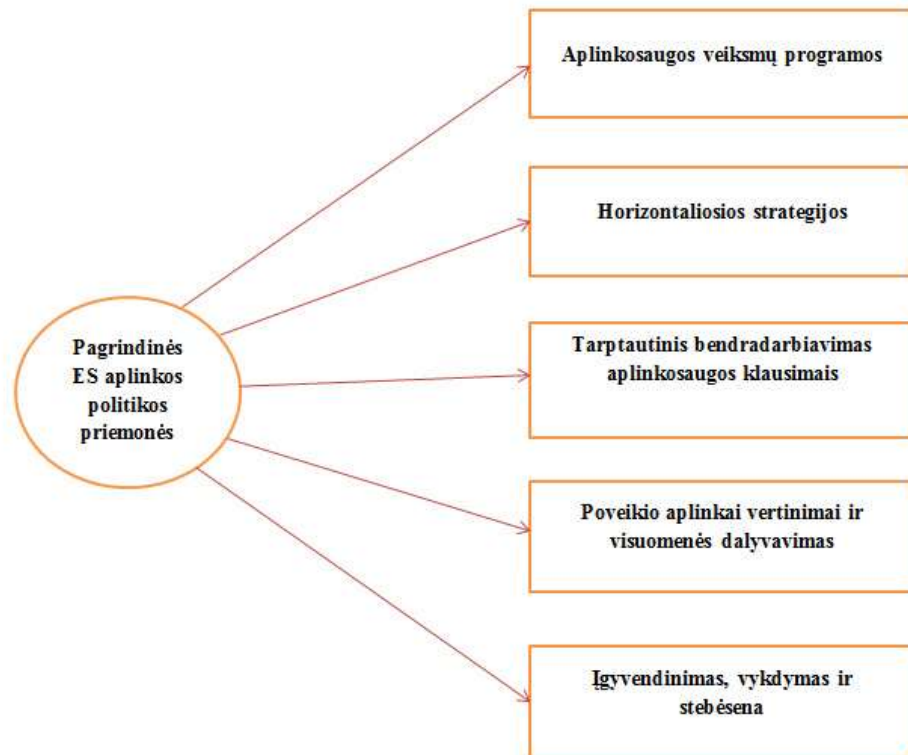 Aplinkosaugos veiksmų programos
Horizontaliosios strategijos
Pagrindinės
ES aplinkos
politikos
priemonės
Tarptautinis bendradarbiavimas
aplinkosaugos klausimais
Poveikio aplinkai vertinimai ir
visuomenės dalyvavimas
Įgyvendinimas, vykdymas ir
stebėsena